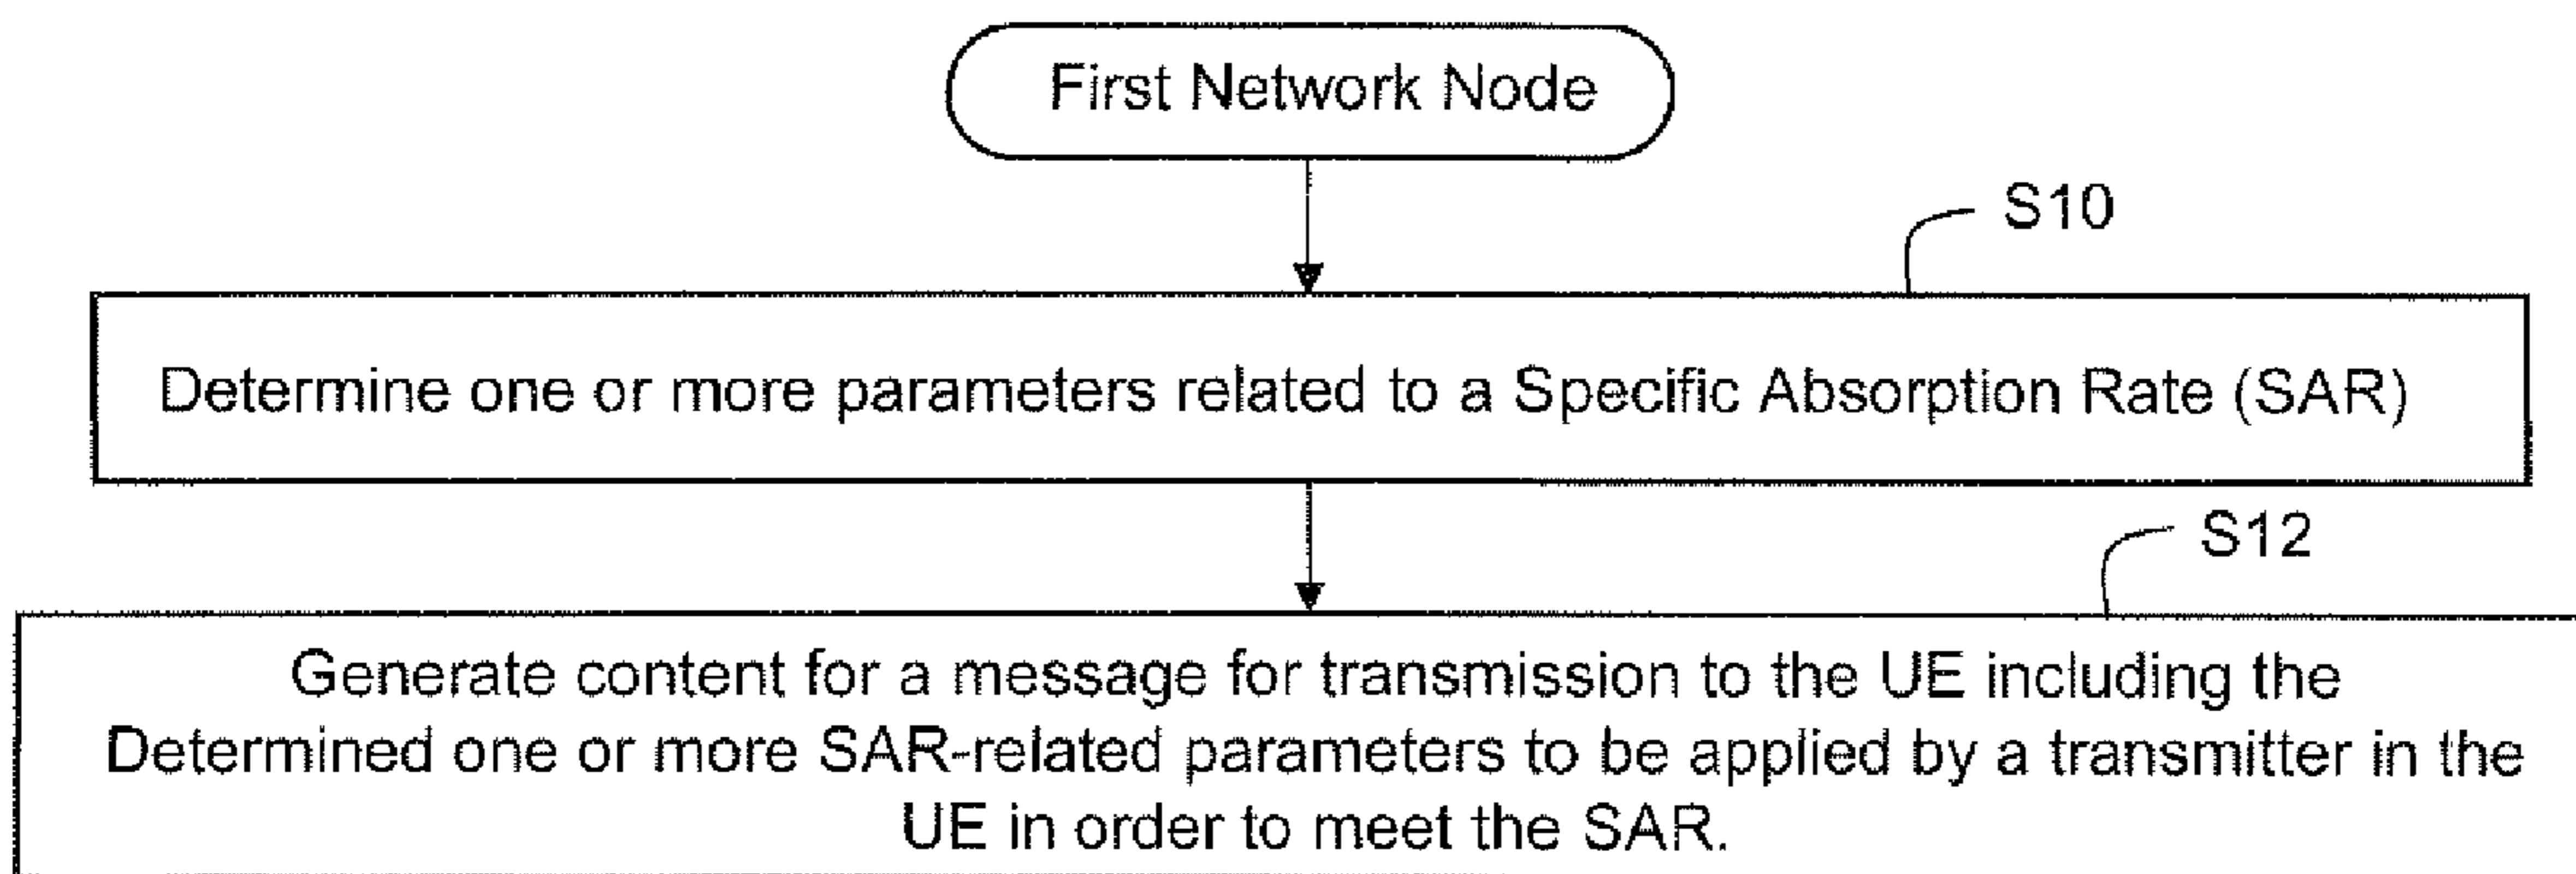 First Network Node
S10
Determine one or more parameters related to a Specific Absorption Rate (SAR)
S12
Generate content for a message for transmission to the UE including the
Determined one or more SAR-related parameters to be applied by a transmitter in the
UE in order to meet the SAR.